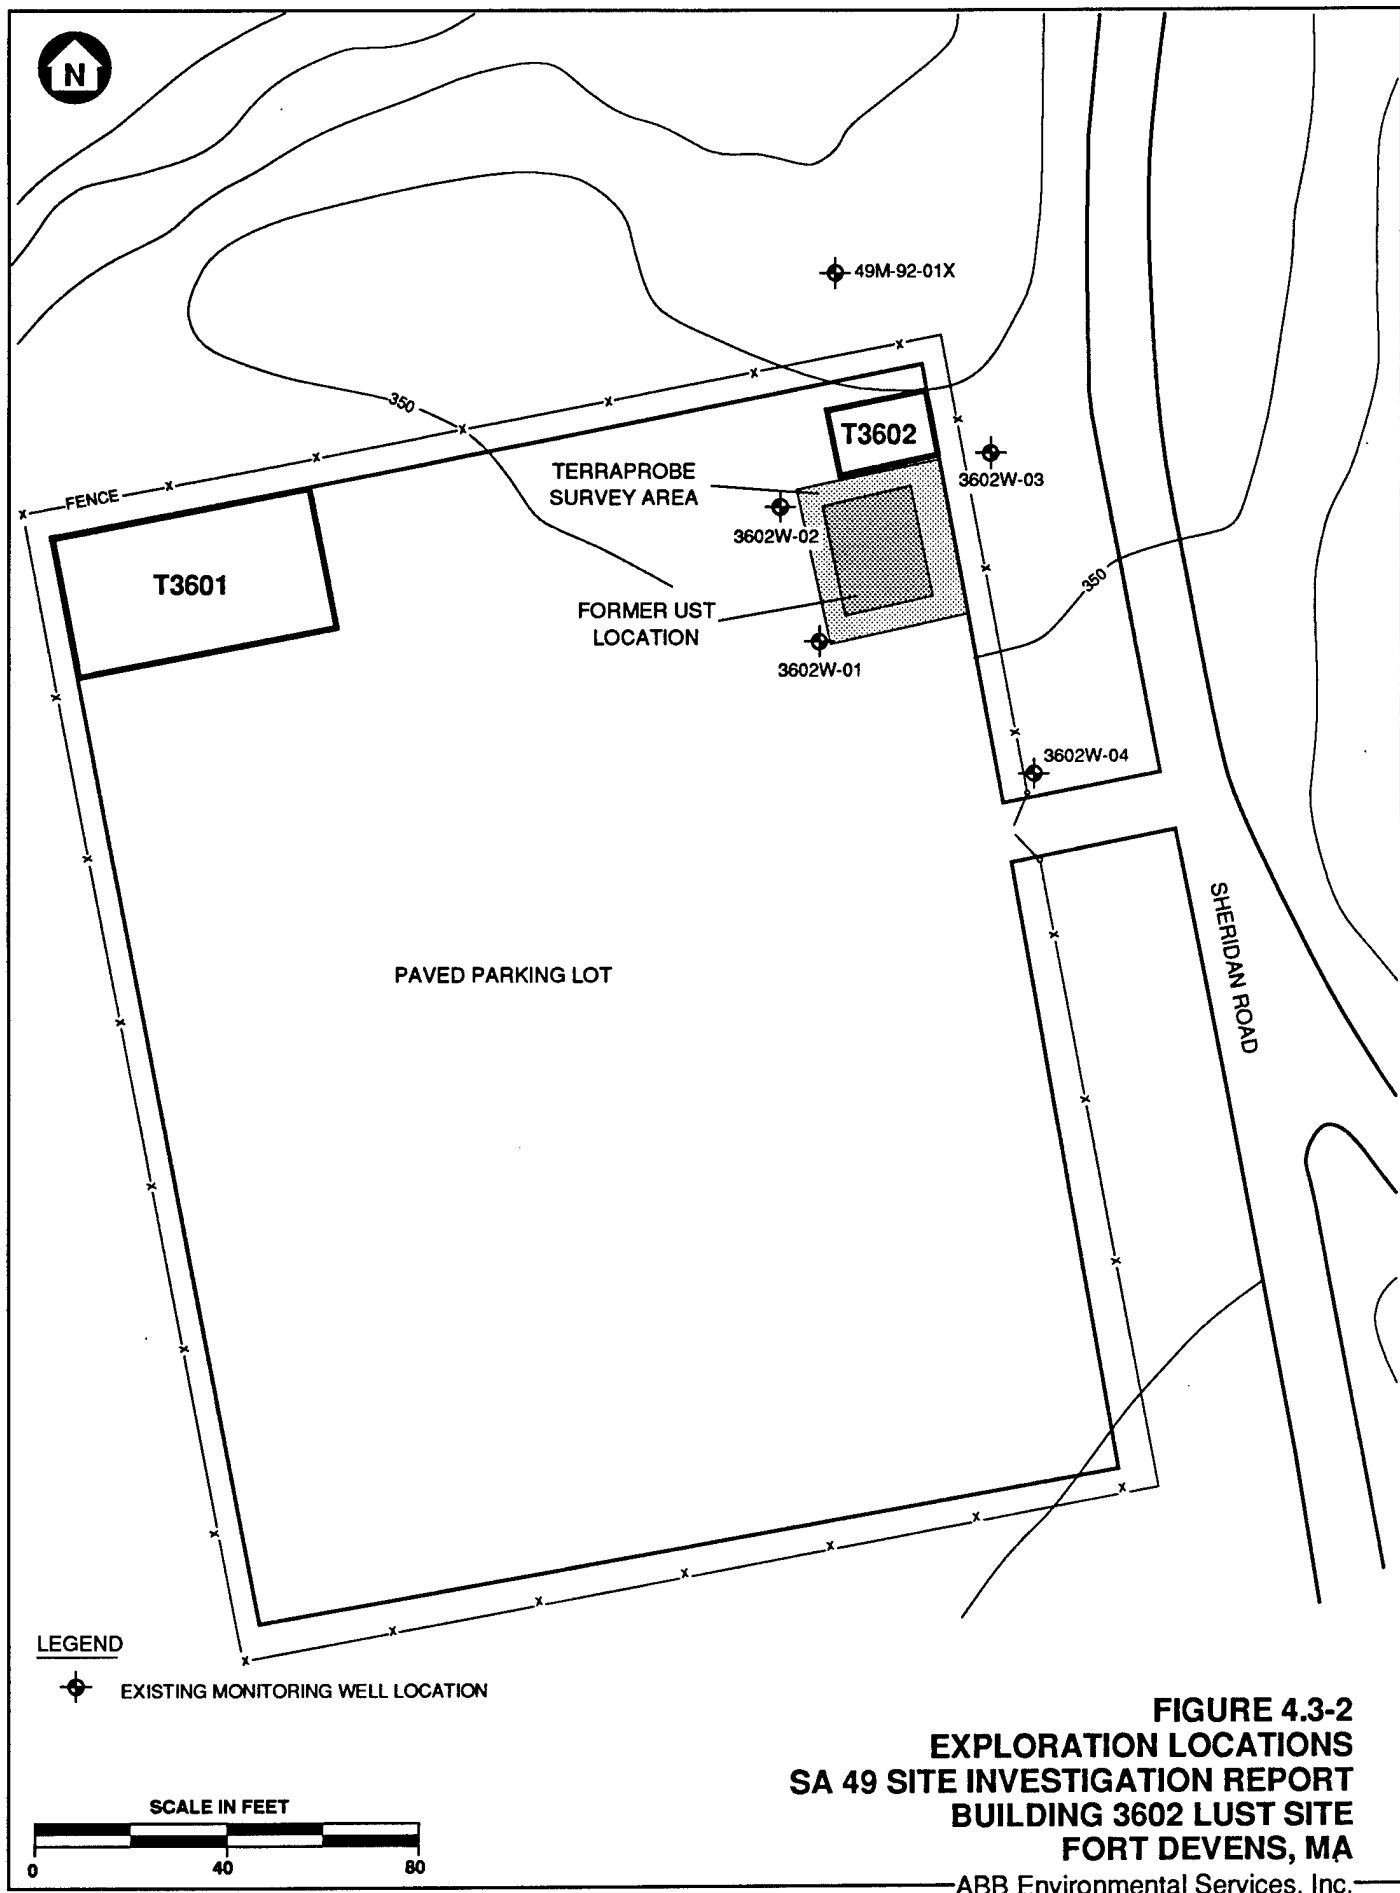 N
49M-92-01X
350
T3602
TERRAPROBE
SURVEY AREA
3602W-03
FENCE
3602W-02
T3601
350
FORMER UST
LOCATION
3602W-01
3602W-04
SHERIDAN ROAD
PAVED PARKING LOT
LEGEND
EXISTING MONITORING WELL LOCATION
FIGURE 4.3-2
EXPLORATION LOCATIONS
SA 49 SITE INVESTIGATION REPORT
BUILDING 3602 LUST SITE
FORT DEVENS, MA
SCALE IN FEET
0 40 80
ABB Environmental Services, Inc.